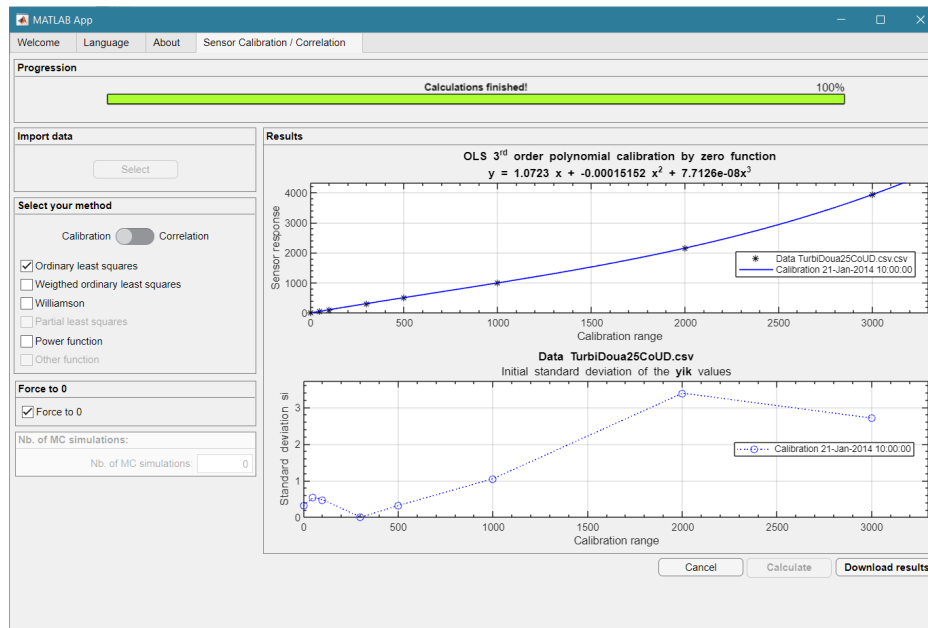 MATLAB App
Welcome Language About Sensor Calibration / Correlation
Progression
Calculations finished! 100%
Import data
Select
Select your method
Calibration Correlation
Ordinary least squares
Weigthed ordinary least squares
Williamson
Partial least squares
Power function
Other function
Force to 0
Force to 0
Nb. of MC simulations:
Nb. of MC simulations: 0
Results
OLS 3rd order polynomial calibration by zero function
y = 1.0723 x + -0.00015152 x2 + 7.7126e-08x3
Sensor response
4000
3000
2000
1000
0
0 500 1000 1500 2000 2500 3000
Calibration range
Data TurbiDoua25CoUD.csv.csv
Calibration 21-Jan-2014 10:00:00
Data TurbiDoua25CoUD.csv
Initial standard deviation of the yik values
Standard deviation si
3
2
1
0
0 500 1000 1500 2000 2500 3000
Calibration range
Calibration 21-Jan-2014 10:00:00
Cancel Calculate Download results